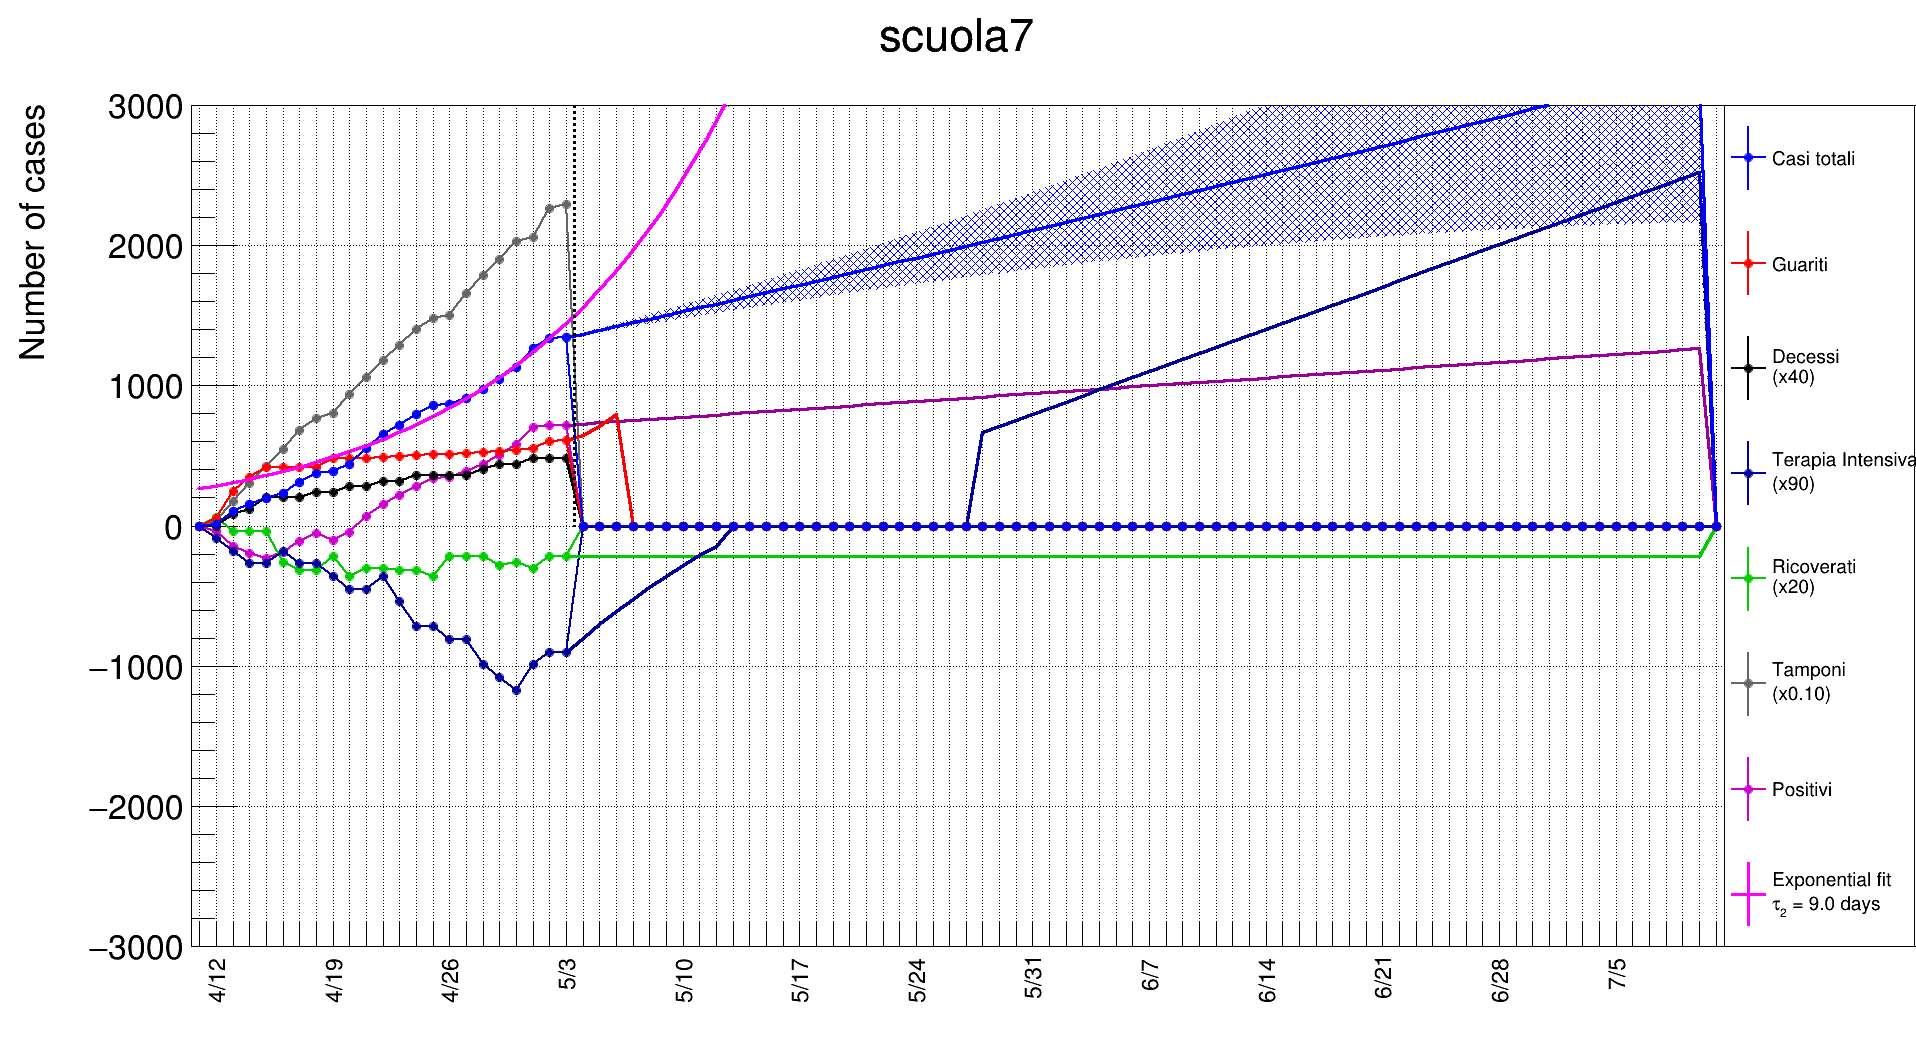 scuola7
Number of cases
3000
2000
1000
0
−1000
−2000
−3000
4/12
4/19
4/26
5/3
5/10
5/17
5/24
5/31
6/7
6/14
6/21
6/28
7/5
Casi totali
Guariti
Decessi
(x40)
Terapia Intensiva
(x90)
Ricoverati
(x20)
Tamponi
(x0.10)
Positivi
Exponential fit
τ₂ = 9.0 days